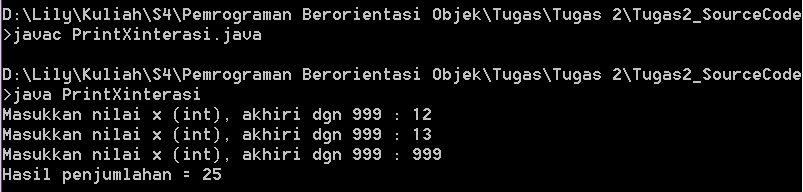 D:\Lily\Kuliah\S4\Pemrograman Berorientasi Objek\Tugas\Tugas 2\Tugas2_SourceCode
>javac PrintXinterasi.java
D:\Lily\Kuliah\S4\Pemrograman Berorientasi Objek\Tugas\Tugas 2\Tugas2_SourceCode
>java PrintXinterasi
Masukkan nilai x (int), akhiri dgn 999 : 12
Masukkan nilai x (int), akhiri dgn 999 : 13
Masukkan nilai x (int), akhiri dgn 999 : 999
Hasil penjumlahan = 25